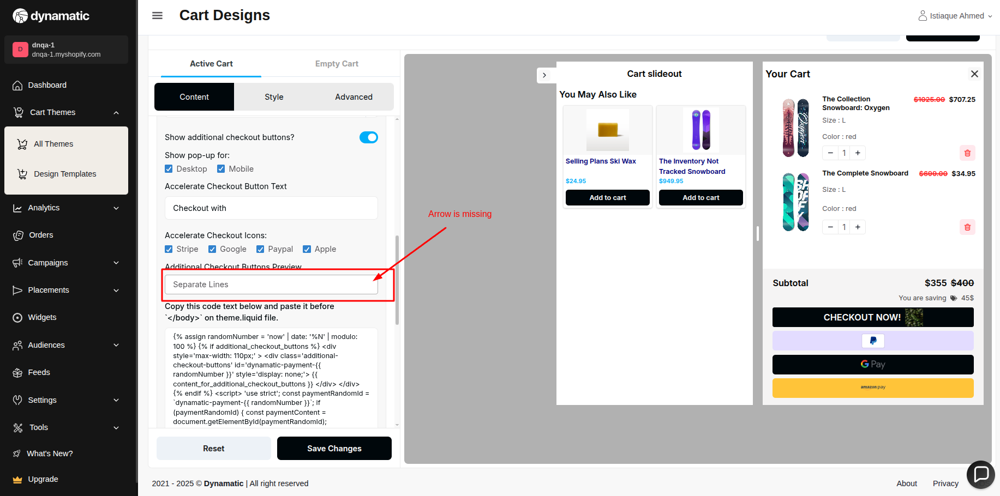 dynamatic
Cart Designs
Istiaque Ahmed
D
dnqa-1
dnqa-1.myshopify.com
Dashboard
Cart Themes
All Themes
Design Templates
Analytics
Orders
Campaigns
Placements
Widgets
Audiences
Feeds
Settings
Tools
What's New?
Upgrade
Active Cart
Empty Cart
Content
Style
Advanced
Show additional checkout buttons?
Show pop-up for:
Desktop
Mobile
Accelerate Checkout Button Text
Checkout with
Accelerate Checkout Icons:
Stripe
Google
Paypal
Apple
Additional Checkout Buttons Preview
Separate Lines
Copy this code text below and paste it before
`</body>` on theme.liquid file.
{% assign randomNumber = 'now' | date: '%N' | modulo:
100 %} {% if additional_checkout_buttons %} <div
style='max-width: 110px;' > <div class='additional-
checkout-buttons' id='dynamatic-payment-{{
randomNumber }}' style='display: none;'> {{
content_for_additional_checkout_buttons }} </div> </div>
{% endif %} <script> 'use strict'; const paymentRandomId =
`dynamatic-payment-{{ randomNumber }}`; if
(paymentRandomId) { const paymentContent =
document.getElementById(paymentRandomId);
Reset
Save Changes
Arrow is missing
Cart slideout
You May Also Like
Selling Plans Ski Wax
$24.95
Add to cart
The Inventory Not
Tracked Snowboard
$949.95
Add to cart
Your Cart
The Collection
Snowboard: Oxygen
$1025.00 $707.25
Size : L
Color : red
1
The Complete Snowboard
$699.00 $34.95
Size : L
Color : red
1
Subtotal
$355 $400
You are saving 45$
CHECKOUT NOW!
G Pay
amazon pay
2021 - 2025 © Dynamatic | All right reserved
About
Privacy